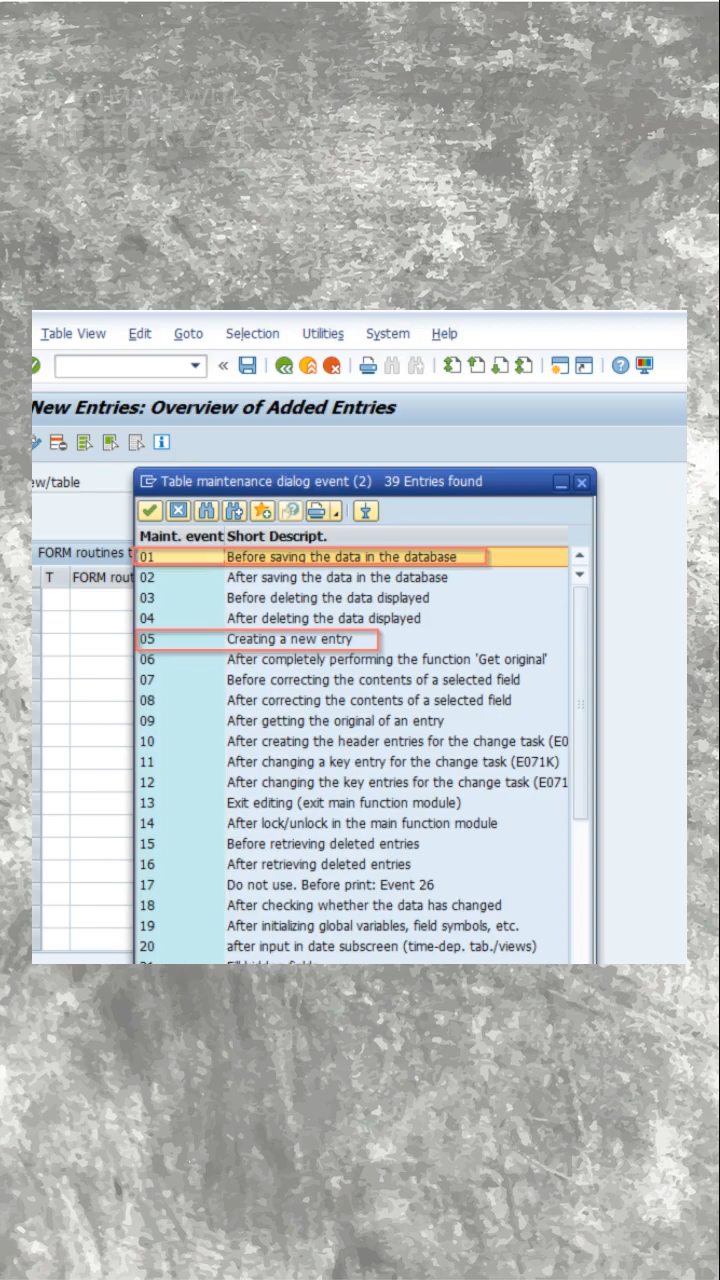 Table View Edit Goto Selection Utilities System Help
New Entries: Overview of Added Entries
ew/table
Table maintenance dialog event (2) 39 Entries found
Maint. event Short Descript.
FORM routines t
T FORM rout
01 Before saving the data in the database
02 After saving the data in the database
03 Before deleting the data displayed
04 After deleting the data displayed
05 Creating a new entry
06 After completely performing the function 'Get original'
07 Before correcting the contents of a selected field
08 After correcting the contents of a selected field
09 After getting the original of an entry
10 After creating the header entries for the change task (E0
11 After changing a key entry for the change task (E071K)
12 After changing the key entries for the change task (E071
13 Exit editing (exit main function module)
14 After lock/unlock in the main function module
15 Before retrieving deleted entries
16 After retrieving deleted entries
17 Do not use. Before print: Event 26
18 After checking whether the data has changed
19 After initializing global variables, field symbols, etc.
20 after input in date subscreen (time-dep. tab./views)